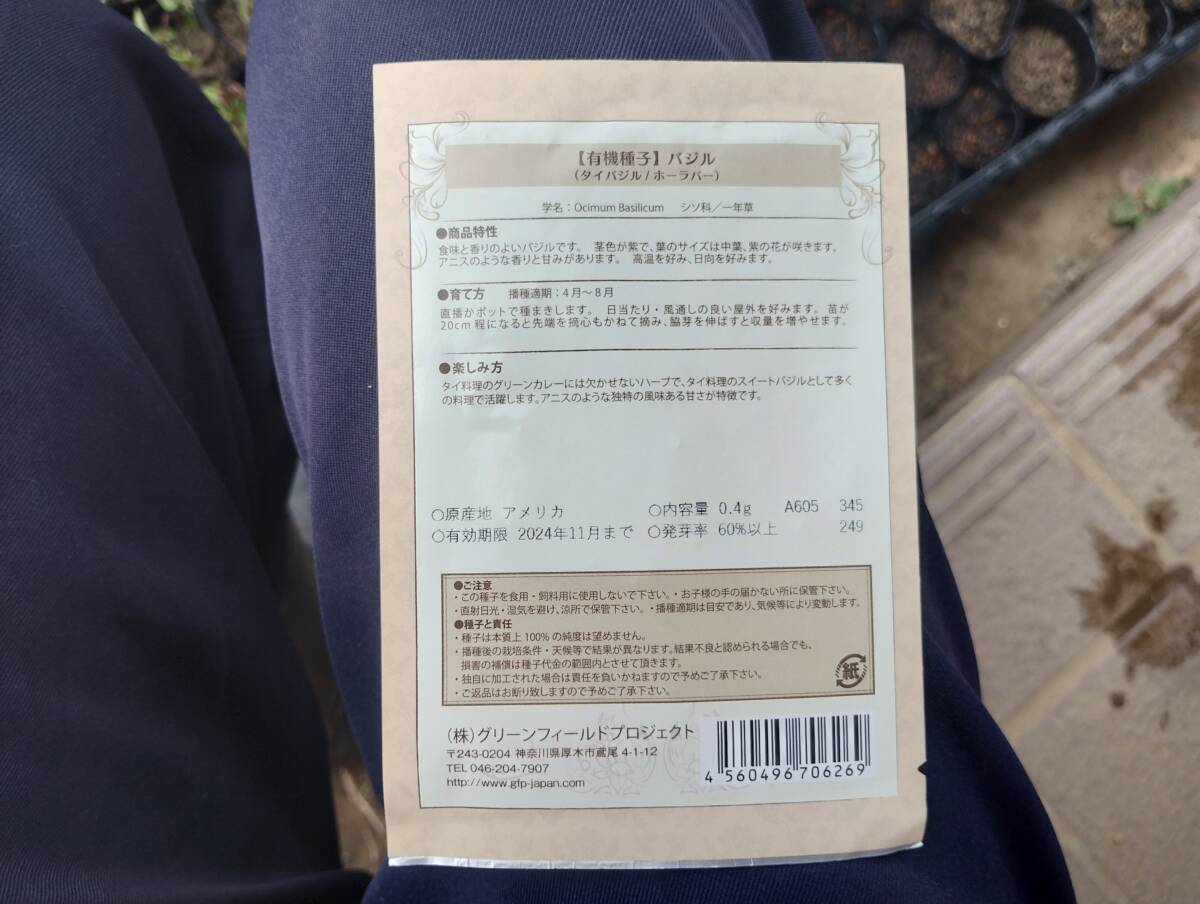 【有機種子】バジル
(タイバジル/ホーラパー)
学名:Ocimum Basilicum シソ科/一年草
●商品特性
食味と香りのよいバジルです。 茎色が紫で、葉のサイズは中葉、紫の花が咲きます。
アニスのような香りと甘みがあります。 高温を好み、日向を好みます。
●育て方 播種適期:4月〜8月
直播かポットで種まきします。 日当たり・風通しの良い屋外を好みます。 苗が
20cm程になると先端を摘心もかねて摘み、脇芽を伸ばすと収量を増やせます。
●楽しみ方
タイ料理のグリーンカレーには欠かせないハーブで、タイ料理のスイートバジルとして多く
の料理で活躍します。アニスのような独特の風味ある甘さが特徴です。
○原産地 アメリカ ○内容量 0.4g A605 345
○有効期限 2024年11月まで ○発芽率 60%以上 249
●ご注意
・この種子を食用・飼料用に使用しないで下さい。・お子様の手の届かない所に保管下さい。
・直射日光・湿気を避け、涼所で保管下さい。・播種適期は目安であり、気候等により変動します。
●種子と責任
・種子は本質上100%の純度は望めません。
・播種後の栽培条件・天候等で結果が異なります。結果不良と認められる場合でも、
損害の補償は種子代金の範囲内とさせて頂きます。
・独自に加工された場合は責任を負いかねますので予めご了承下さい。
・ご返品はお断り致しますので予めご了承下さい。
紙
(株)グリーンフィールドプロジェクト
〒243-0204 神奈川県厚木市鳶尾4-1-12
TEL 046-204-7907
http://www.gfp-japan.com
4 560496 706269